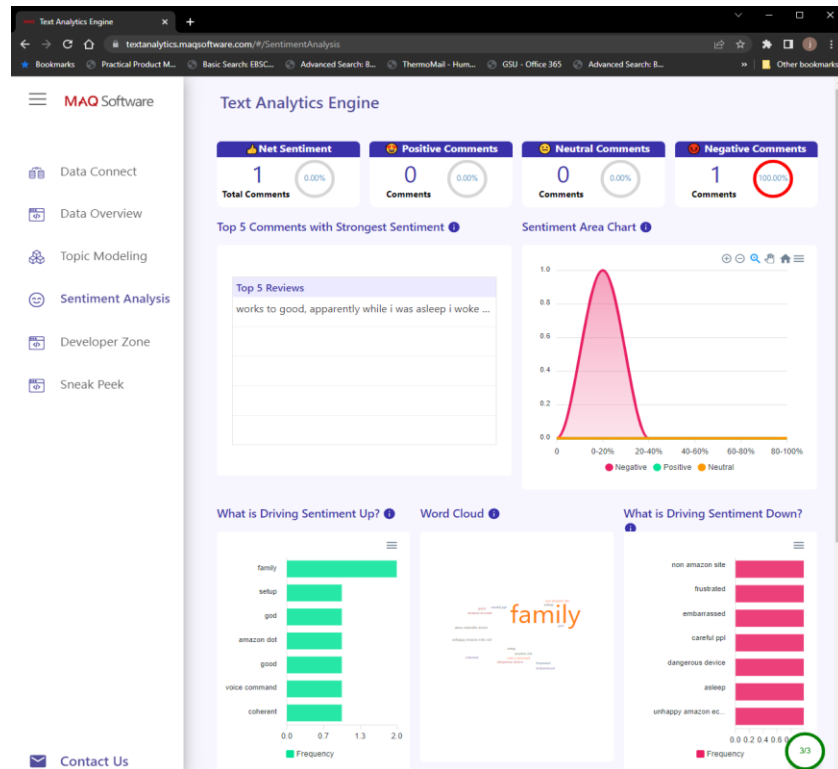 Text Analytics Engine
textanalytics.maqsoftware.com/#/SentimentAnalysis
Bookmarks Practical Product M... Basic Search: EBSC... Advanced Search: B... ThermoMail - Hum... GSU - Office 365 Advanced Search: B... » Other bookmarks
MAQ Software
Data Connect
Data Overview
Topic Modeling
Sentiment Analysis
Developer Zone
Sneak Peek
Contact Us
Text Analytics Engine
Net Sentiment
1
Total Comments
0.00%
Positive Comments
0
Comments
0.00%
Neutral Comments
0
Comments
0.00%
Negative Comments
1
Comments
100.00%
Top 5 Comments with Strongest Sentiment
Top 5 Reviews
works to good, apparently while i was asleep i woke ...
Sentiment Area Chart
1.0
0.8
0.6
0.4
0.2
0.0
0 0-20% 20-40% 40-60% 60-80% 80-100%
Negative Positive Neutral
What is Driving Sentiment Up?
family
setup
god
amazon dot
good
voice command
coherent
0.0 0.7 1.3 2.0
Frequency
Word Cloud
family
What is Driving Sentiment Down?
non amazon site
frustrated
embarrassed
careful ppl
dangerous device
asleep
unhappy amazon ec...
0.0 0.2 0.4 0.6
Frequency
3/3